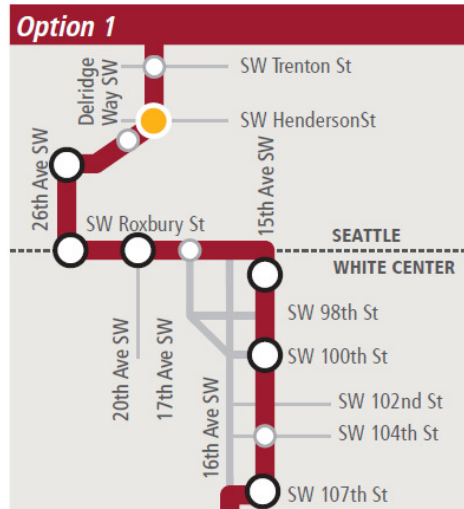 Option 1
SW Trenton St
Delridge
Way SW
SW HendersonSt
26th Ave SW
15th Ave SW
SW Roxbury St
SEATTLE
WHITE CENTER
SW 98th St
20th Ave SW
17th Ave SW
SW 100th St
16th Ave SW
SW 102nd St
SW 104th St
SW 107th St